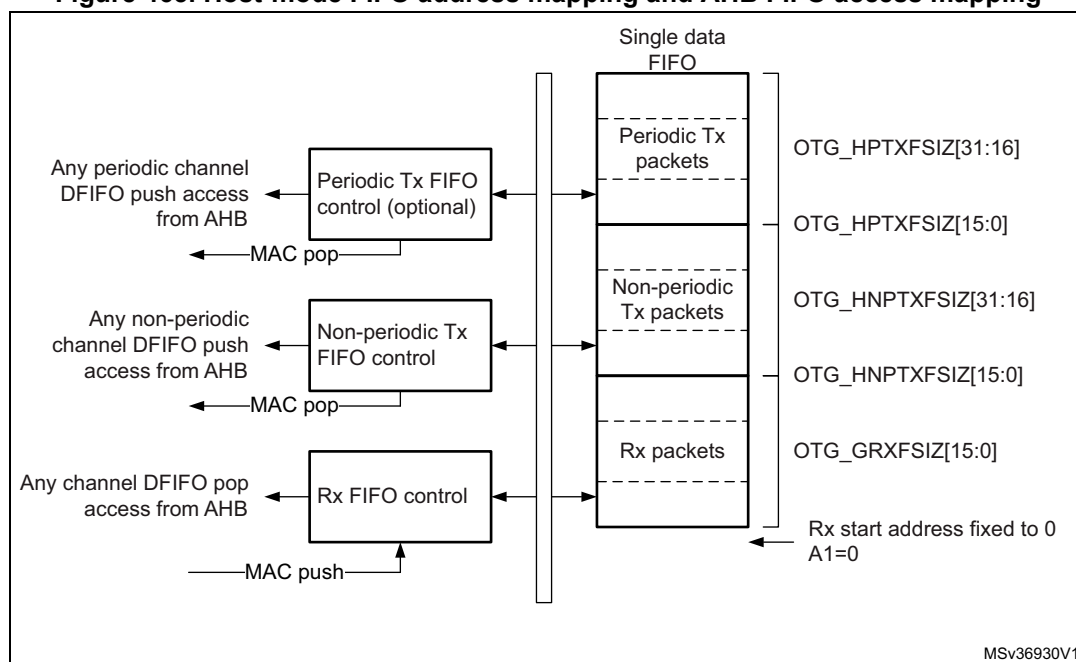 Host-mode FIFO address mapping and AHB FIFO access mapping
Single data
FIFO
Periodic Tx
packets
OTG_HPTXFSIZ[31:16]
Any periodic channel
DFIFO push access
from AHB
Periodic Tx FIFO
control (optional)
MAC pop
OTG_HPTXFSIZ[15:0]
Non-periodic
Tx packets
OTG_HNPTXFSIZ[31:16]
Any non-periodic
channel DFIFO push
access from AHB
Non-periodic Tx
FIFO control
MAC pop
OTG_HNPTXFSIZ[15:0]
Rx packets
OTG_GRXFSIZ[15:0]
Any channel DFIFO pop
access from AHB
Rx FIFO control
Rx start address fixed to 0
A1=0
MAC push
MSv36930V1